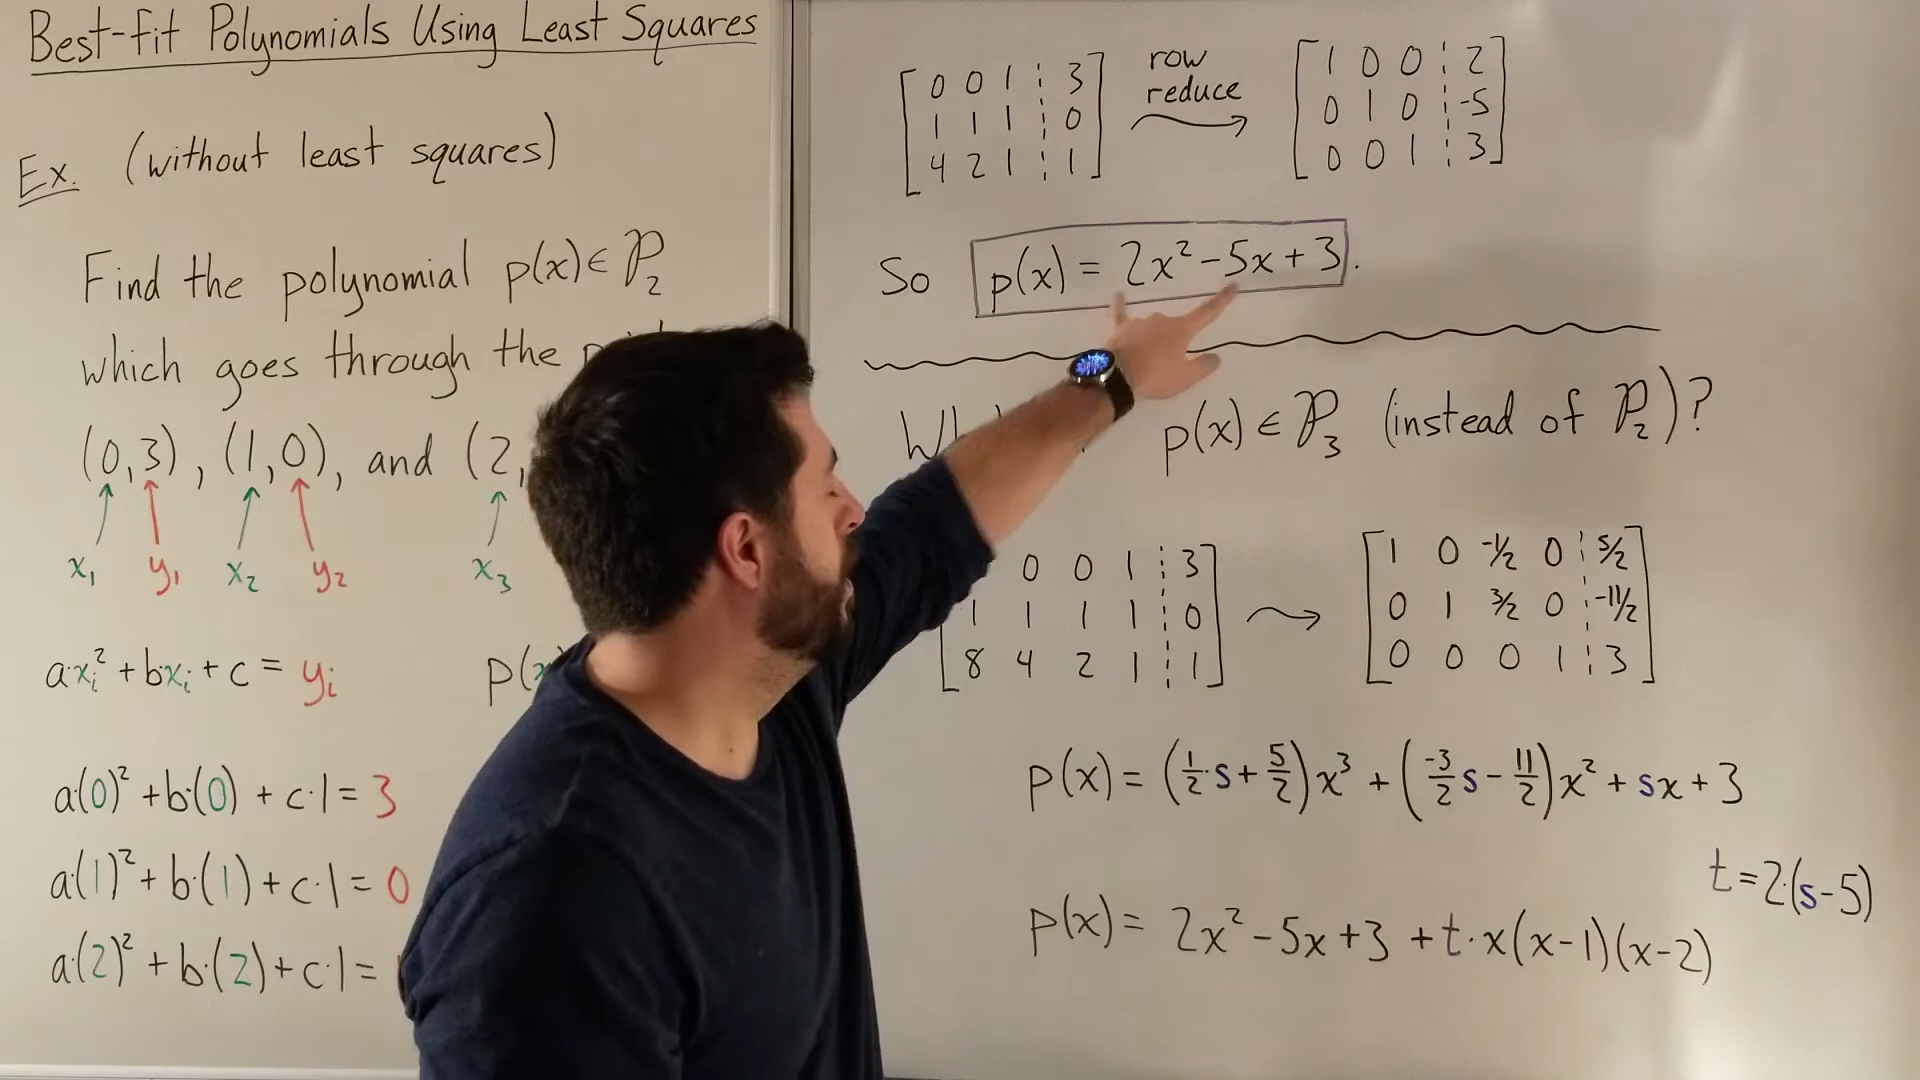 Best-fit Polynomials Using Least Squares
Ex. (without least squares)
Find the polynomial p(x) ∈ 𝒫₂
which goes through the
(0,3), (1,0), and (2,
x₁ y₁ x₂ y₂ x₃
a·xᵢ² + b·xᵢ + c = yᵢ
p(x
a·(0)² + b·(0) + c·1 = 3
a·(1)² + b·(1) + c·1 = 0
a·(2)² + b·(2) + c·1 =
[ 0 0 1 ¦ 3 ]
[ 1 1 1 ¦ 0 ]
[ 4 2 1 ¦ 1 ]
row
reduce
[ 1 0 0 ¦ 2 ]
[ 0 1 0 ¦ -5 ]
[ 0 0 1 ¦ 3 ]
So p(x) = 2x² - 5x + 3.
p(x) ∈ 𝒫₃ (instead of 𝒫₂)?
0 0 1 ¦ 3 ]
1 1 1 1 ¦ 0
[ 8 4 2 1 ¦ 1 ]
[ 1 0 -1/2 0 ¦ 5/2 ]
[ 0 1 3/2 0 ¦ -11/2 ]
[ 0 0 0 1 ¦ 3 ]
p(x) = (1/2·s + 5/2)x³ + (-3/2 s - 11/2)x² + sx + 3
t = 2·(s-5)
p(x) = 2x² - 5x + 3 + t·x(x-1)(x-2)